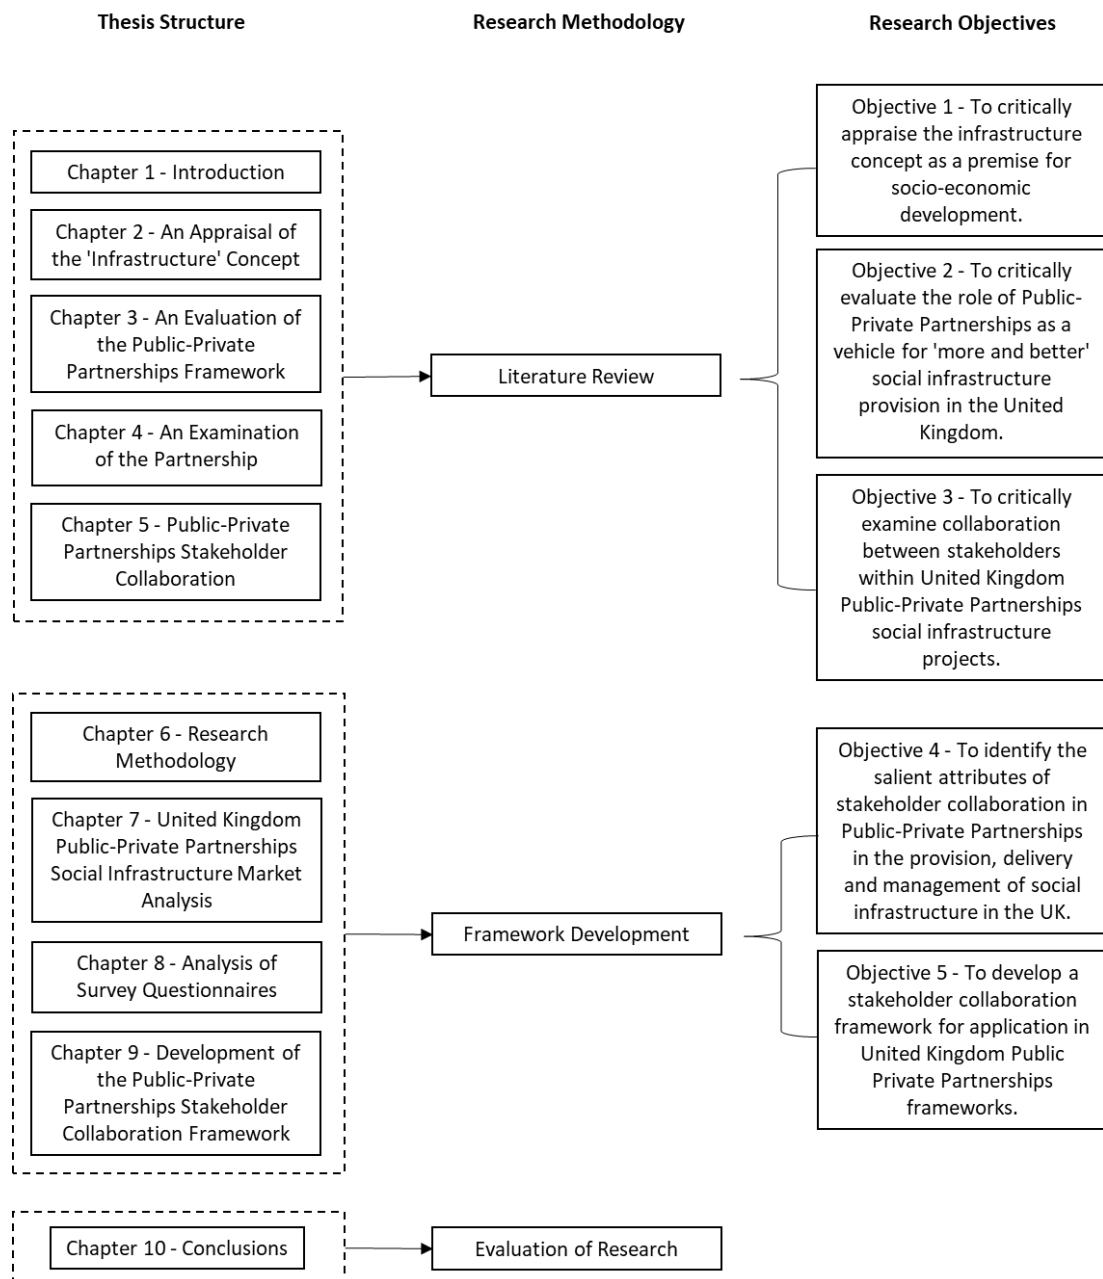 Thesis Structure
Research Methodology
Research Objectives
Chapter 1 - Introduction
Chapter 2 - An Appraisal of
the 'Infrastructure' Concept
Chapter 3 - An Evaluation of
the Public-Private
Partnerships Framework
Chapter 4 - An Examination
of the Partnership
Chapter 5 - Public-Private
Partnerships Stakeholder
Collaboration
Literature Review
Objective 1 - To critically
appraise the infrastructure
concept as a premise for
socio-economic
development.
Objective 2 - To critically
evaluate the role of Public-
Private Partnerships as a
vehicle for 'more and better'
social infrastructure
provision in the United
Kingdom.
Objective 3 - To critically
examine collaboration
between stakeholders
within United Kingdom
Public-Private Partnerships
social infrastructure
projects.
Chapter 6 - Research
Methodology
Chapter 7 - United Kingdom
Public-Private Partnerships
Social Infrastructure Market
Analysis
Chapter 8 - Analysis of
Survey Questionnaires
Chapter 9 - Development of
the Public-Private
Partnerships Stakeholder
Collaboration Framework
Framework Development
Objective 4 - To identify the
salient attributes of
stakeholder collaboration in
Public-Private Partnerships
in the provision, delivery
and management of social
infrastructure in the UK.
Objective 5 - To develop a
stakeholder collaboration
framework for application in
United Kingdom Public
Private Partnerships
frameworks.
Chapter 10 - Conclusions
Evaluation of Research